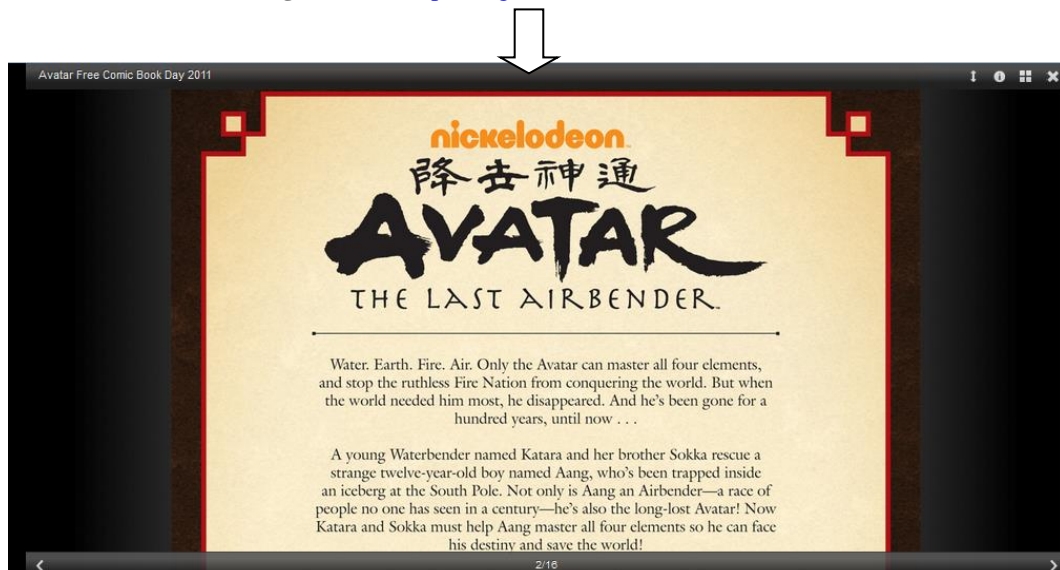 Avatar Free Comic Book Day 2011
nickelodeon
降去神通
AVATAR
THE LAST AIRBENDER
Water. Earth. Fire. Air. Only the Avatar can master all four elements,
and stop the ruthless Fire Nation from conquering the world. But when
the world needed him most, he disappeared. And he's been gone for a
hundred years, until now . . .
A young Waterbender named Katara and her brother Sokka rescue a
strange twelve-year-old boy named Aang, who's been trapped inside
an iceberg at the South Pole. Not only is Aang an Airbender—a race of
people no one has seen in a century—he's also the long-lost Avatar! Now
Katara and Sokka must help Aang master all four elements so he can face
his destiny and save the world!
2/16